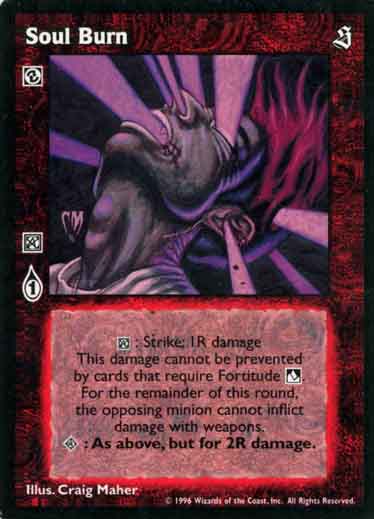 Soul Burn
CM
1
: Strike; 1R damage
This damage cannot be prevented
by cards that require Fortitude .
For the remainder of this round,
the opposing minion cannot inflict
damage with weapons.
: As above, but for 2R damage.
Illus. Craig Maher
© 1996 Wizards of the Coast, Inc. All Rights Reserved.